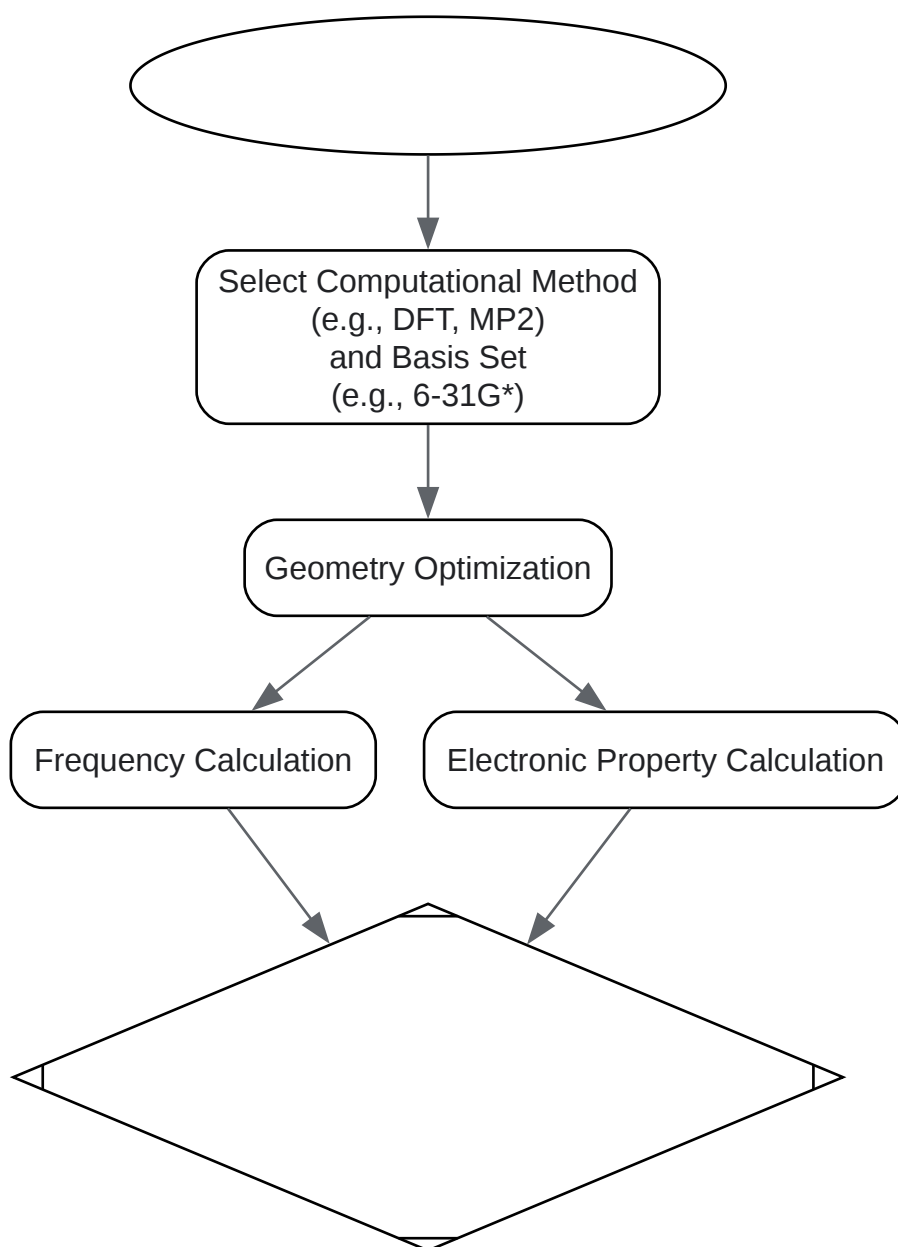 Select Computational Method
(e.g., DFT, MP2)
and Basis Set
(e.g., 6-31G*)
Geometry Optimization
Frequency Calculation
Electronic Property Calculation